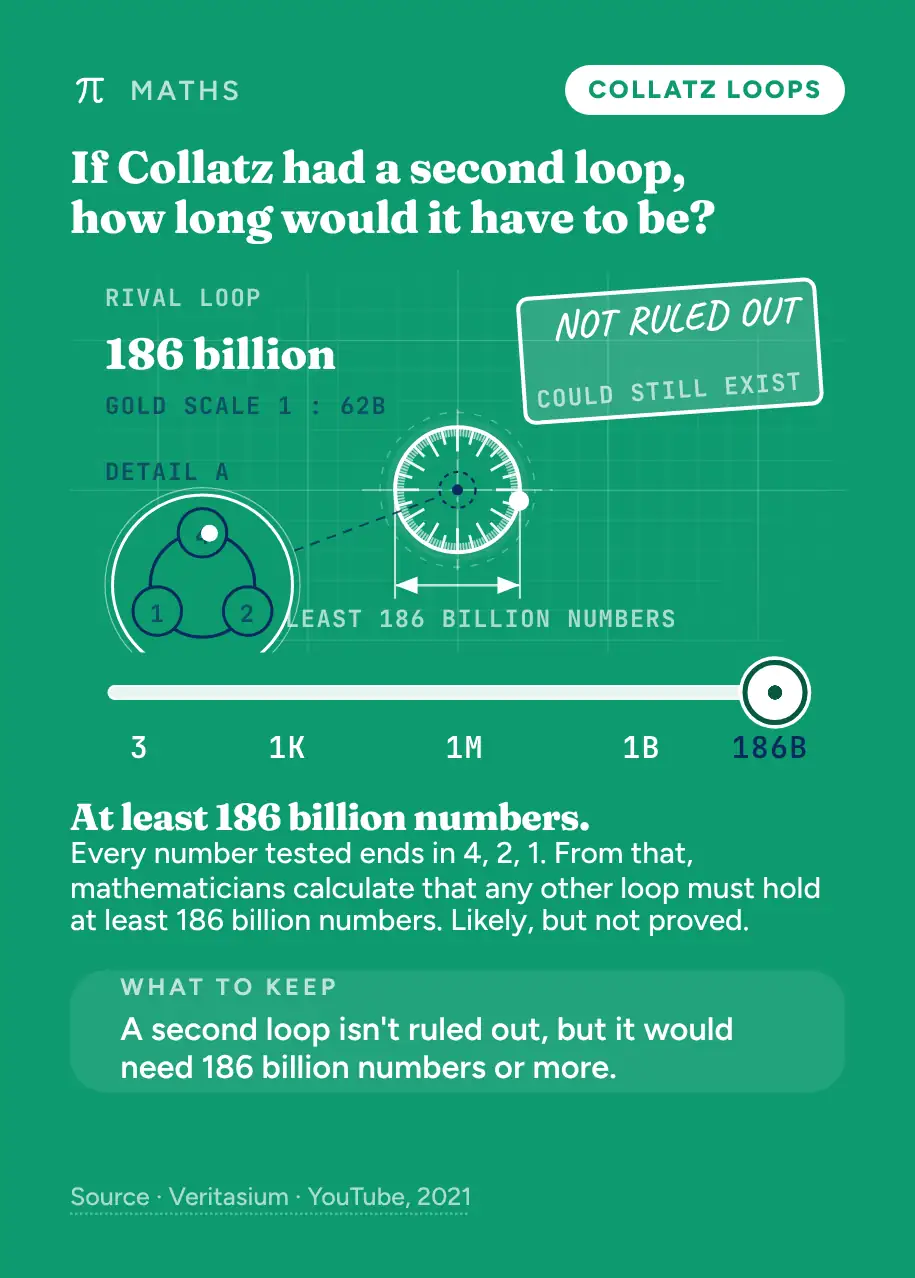 π MATHS
COLLATZ LOOPS
If Collatz had a second loop,
how long would it have to be?
RIVAL LOOP
186 billion
GOLD SCALE 1 : 62B
NOT RULED OUT
COULD STILL EXIST
DETAIL A
1
2
LEAST 186 BILLION NUMBERS
3
1K
1M
1B
186B
At least 186 billion numbers.
Every number tested ends in 4, 2, 1. From that,
mathematicians calculate that any other loop must hold
at least 186 billion numbers. Likely, but not proved.
WHAT TO KEEP
A second loop isn't ruled out, but it would
need 186 billion numbers or more.
Source · Veritasium · YouTube, 2021